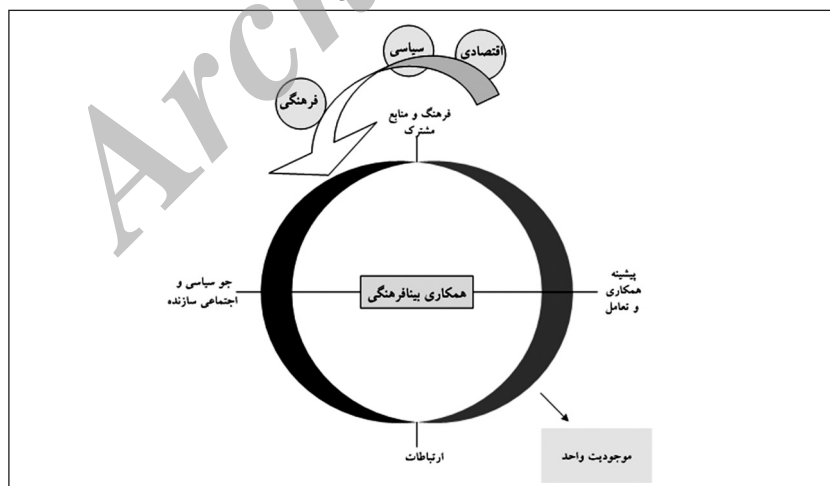 اقتصادی
سیاسی
فرهنگی
فرهنگ و منابع
مشترک
پیشینه
همکاری
و تعامل
همکاری بینافرهنگی
جو سیاسی و
اجتماعی سازنده
ارتباطات
موجودیت واحد